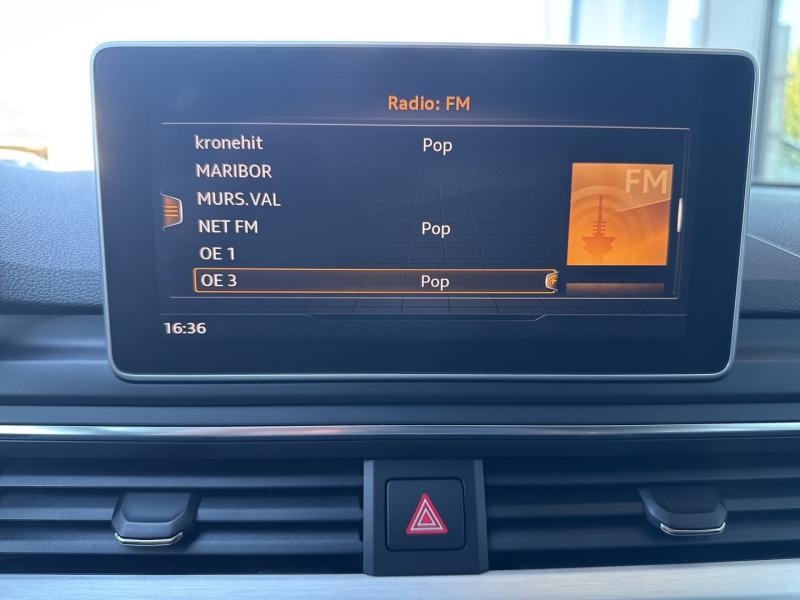 Radio: FM
kronehit Pop
MARIBOR
MURS.VAL
FM
NET FM Pop
OE 1
OE 3 Pop
16:36